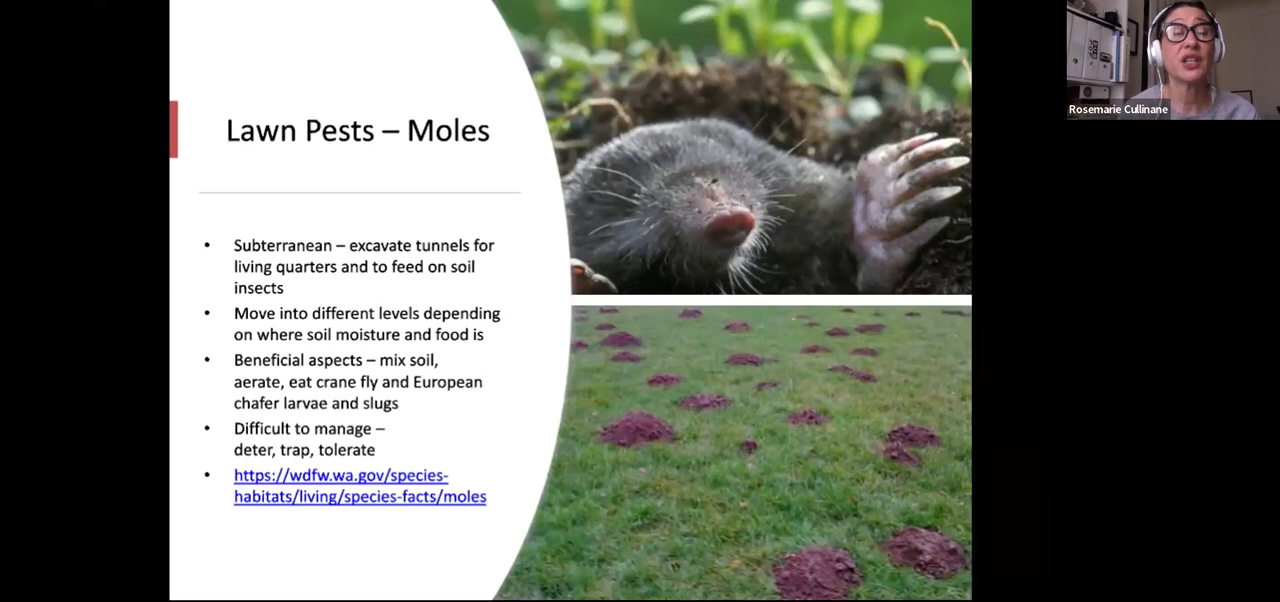 Lawn Pests – Moles
• Subterranean – excavate tunnels for
living quarters and to feed on soil
insects
• Move into different levels depending
on where soil moisture and food is
• Beneficial aspects – mix soil,
aerate, eat crane fly and European
chafer larvae and slugs
• Difficult to manage –
deter, trap, tolerate
• https://wdfw.wa.gov/species-
habitats/living/species-facts/moles
Rosemarie Cullinane